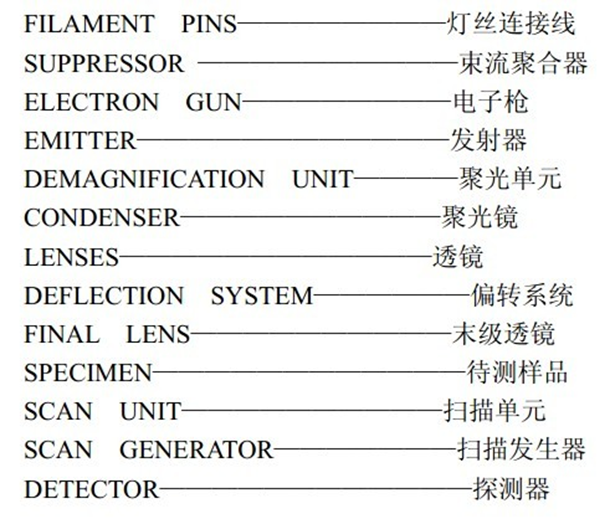 FILAMENT PINS————————灯丝连接线
SUPPRESSOR ——————————束流聚合器
ELECTRON GUN————————电子枪
EMITTER————————————发射器
DEMAGNIFICATION UNIT————聚光单元
CONDENSER——————————聚光镜
LENSES————————————透镜
DEFLECTION SYSTEM——————偏转系统
FINAL LENS——————————末级透镜
SPECIMEN————————————待测样品
SCAN UNIT——————————扫描单元
SCAN GENERATOR———————扫描发生器
DETECTOR————————————探测器